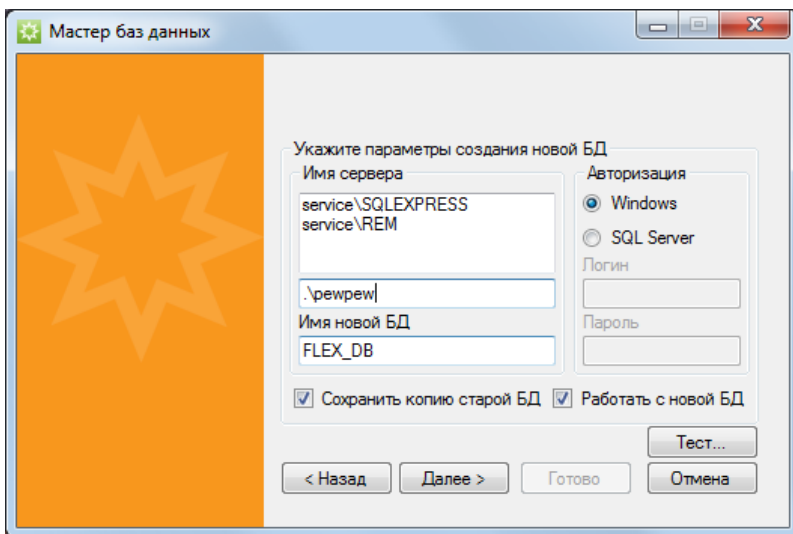 Мастер баз данных
Укажите параметры создания новой БД
Имя сервера
service\SQLEXPRESS
service\REM
.\pewpew
Имя новой БД
FLEX_DB
Авторизация
Windows
SQL Server
Логин
Пароль
Сохранить копию старой БД
Работать с новой БД
Тест...
< Назад
Далее >
Готово
Отмена